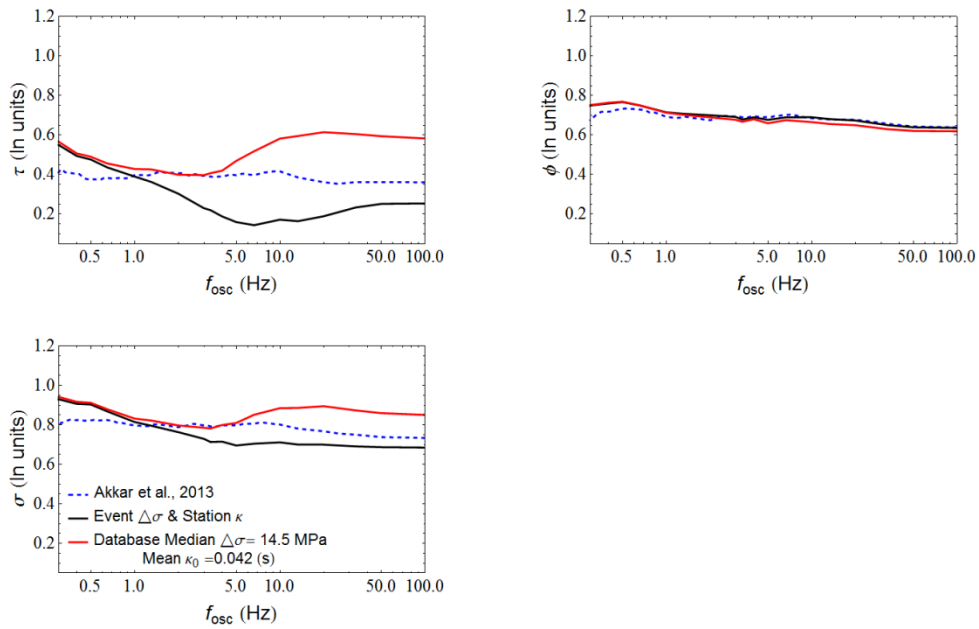 1.2
1.0
0.8
0.6
0.4
0.2
τ (ln units)
0.5 1.0 5.0 10.0 50.0 100.0
fosc (Hz)
1.2
1.0
0.8
0.6
0.4
0.2
ϕ (ln units)
0.5 1.0 5.0 10.0 50.0 100.0
fosc (Hz)
1.2
1.0
0.8
0.6
0.4
0.2
σ (ln units)
Akkar et al., 2013
Event △σ & Station κ
Database Median △σ= 14.5 MPa
Mean κ0 =0.042 (s)
0.5 1.0 5.0 10.0 50.0 100.0
fosc (Hz)